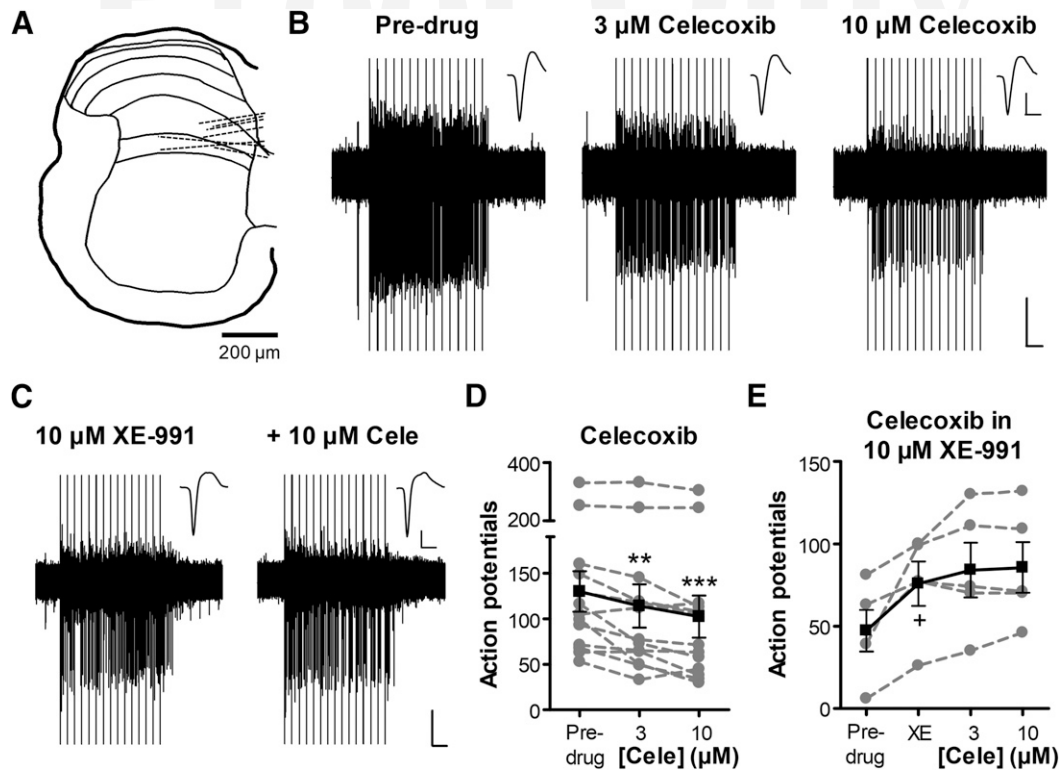 A
200 µm
B
Pre-drug
3 µM Celecoxib
10 µM Celecoxib
C
10 µM XE-991
+ 10 µM Cele
D
Celecoxib
Action potentials
400
200
150
100
50
0
**
***
Pre-
drug
3
10
[Cele] (µM)
E
Celecoxib in
10 µM XE-991
Action potentials
150
100
50
0
+
Pre-
drug
XE
3
10
[Cele] (µM)